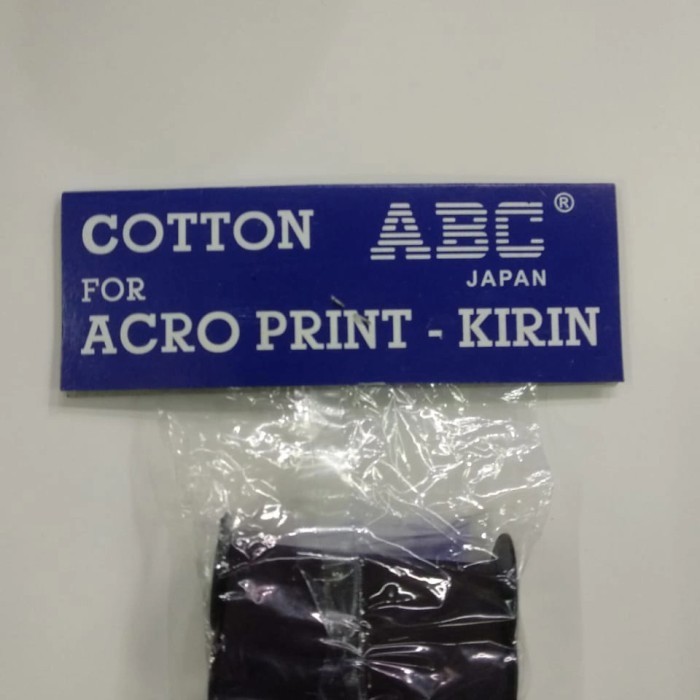 COTTON ABC®
JAPAN
FOR
ACRO PRINT - KIRIN